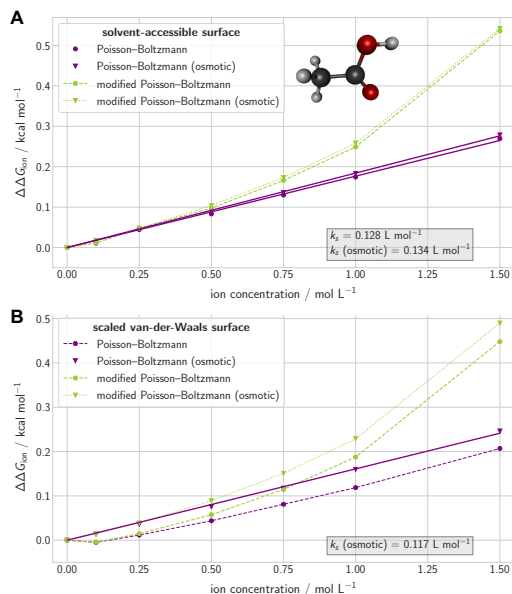 A
solvent-accessible surface
Poisson–Boltzmann
Poisson–Boltzmann (osmotic)
modified Poisson–Boltzmann
modified Poisson–Boltzmann (osmotic)
ΔΔG_ion / kcal mol⁻¹
0.5
0.4
0.3
0.2
0.1
0.0
k_s = 0.128 L mol⁻¹
k_s (osmotic) = 0.134 L mol⁻¹
0.00 0.25 0.50 0.75 1.00 1.25 1.50
ion concentration / mol L⁻¹
B
scaled van-der-Waals surface
Poisson–Boltzmann
Poisson–Boltzmann (osmotic)
modified Poisson–Boltzmann
modified Poisson–Boltzmann (osmotic)
ΔΔG_ion / kcal mol⁻¹
0.5
0.4
0.3
0.2
0.1
0.0
k_s (osmotic) = 0.117 L mol⁻¹
0.00 0.25 0.50 0.75 1.00 1.25 1.50
ion concentration / mol L⁻¹